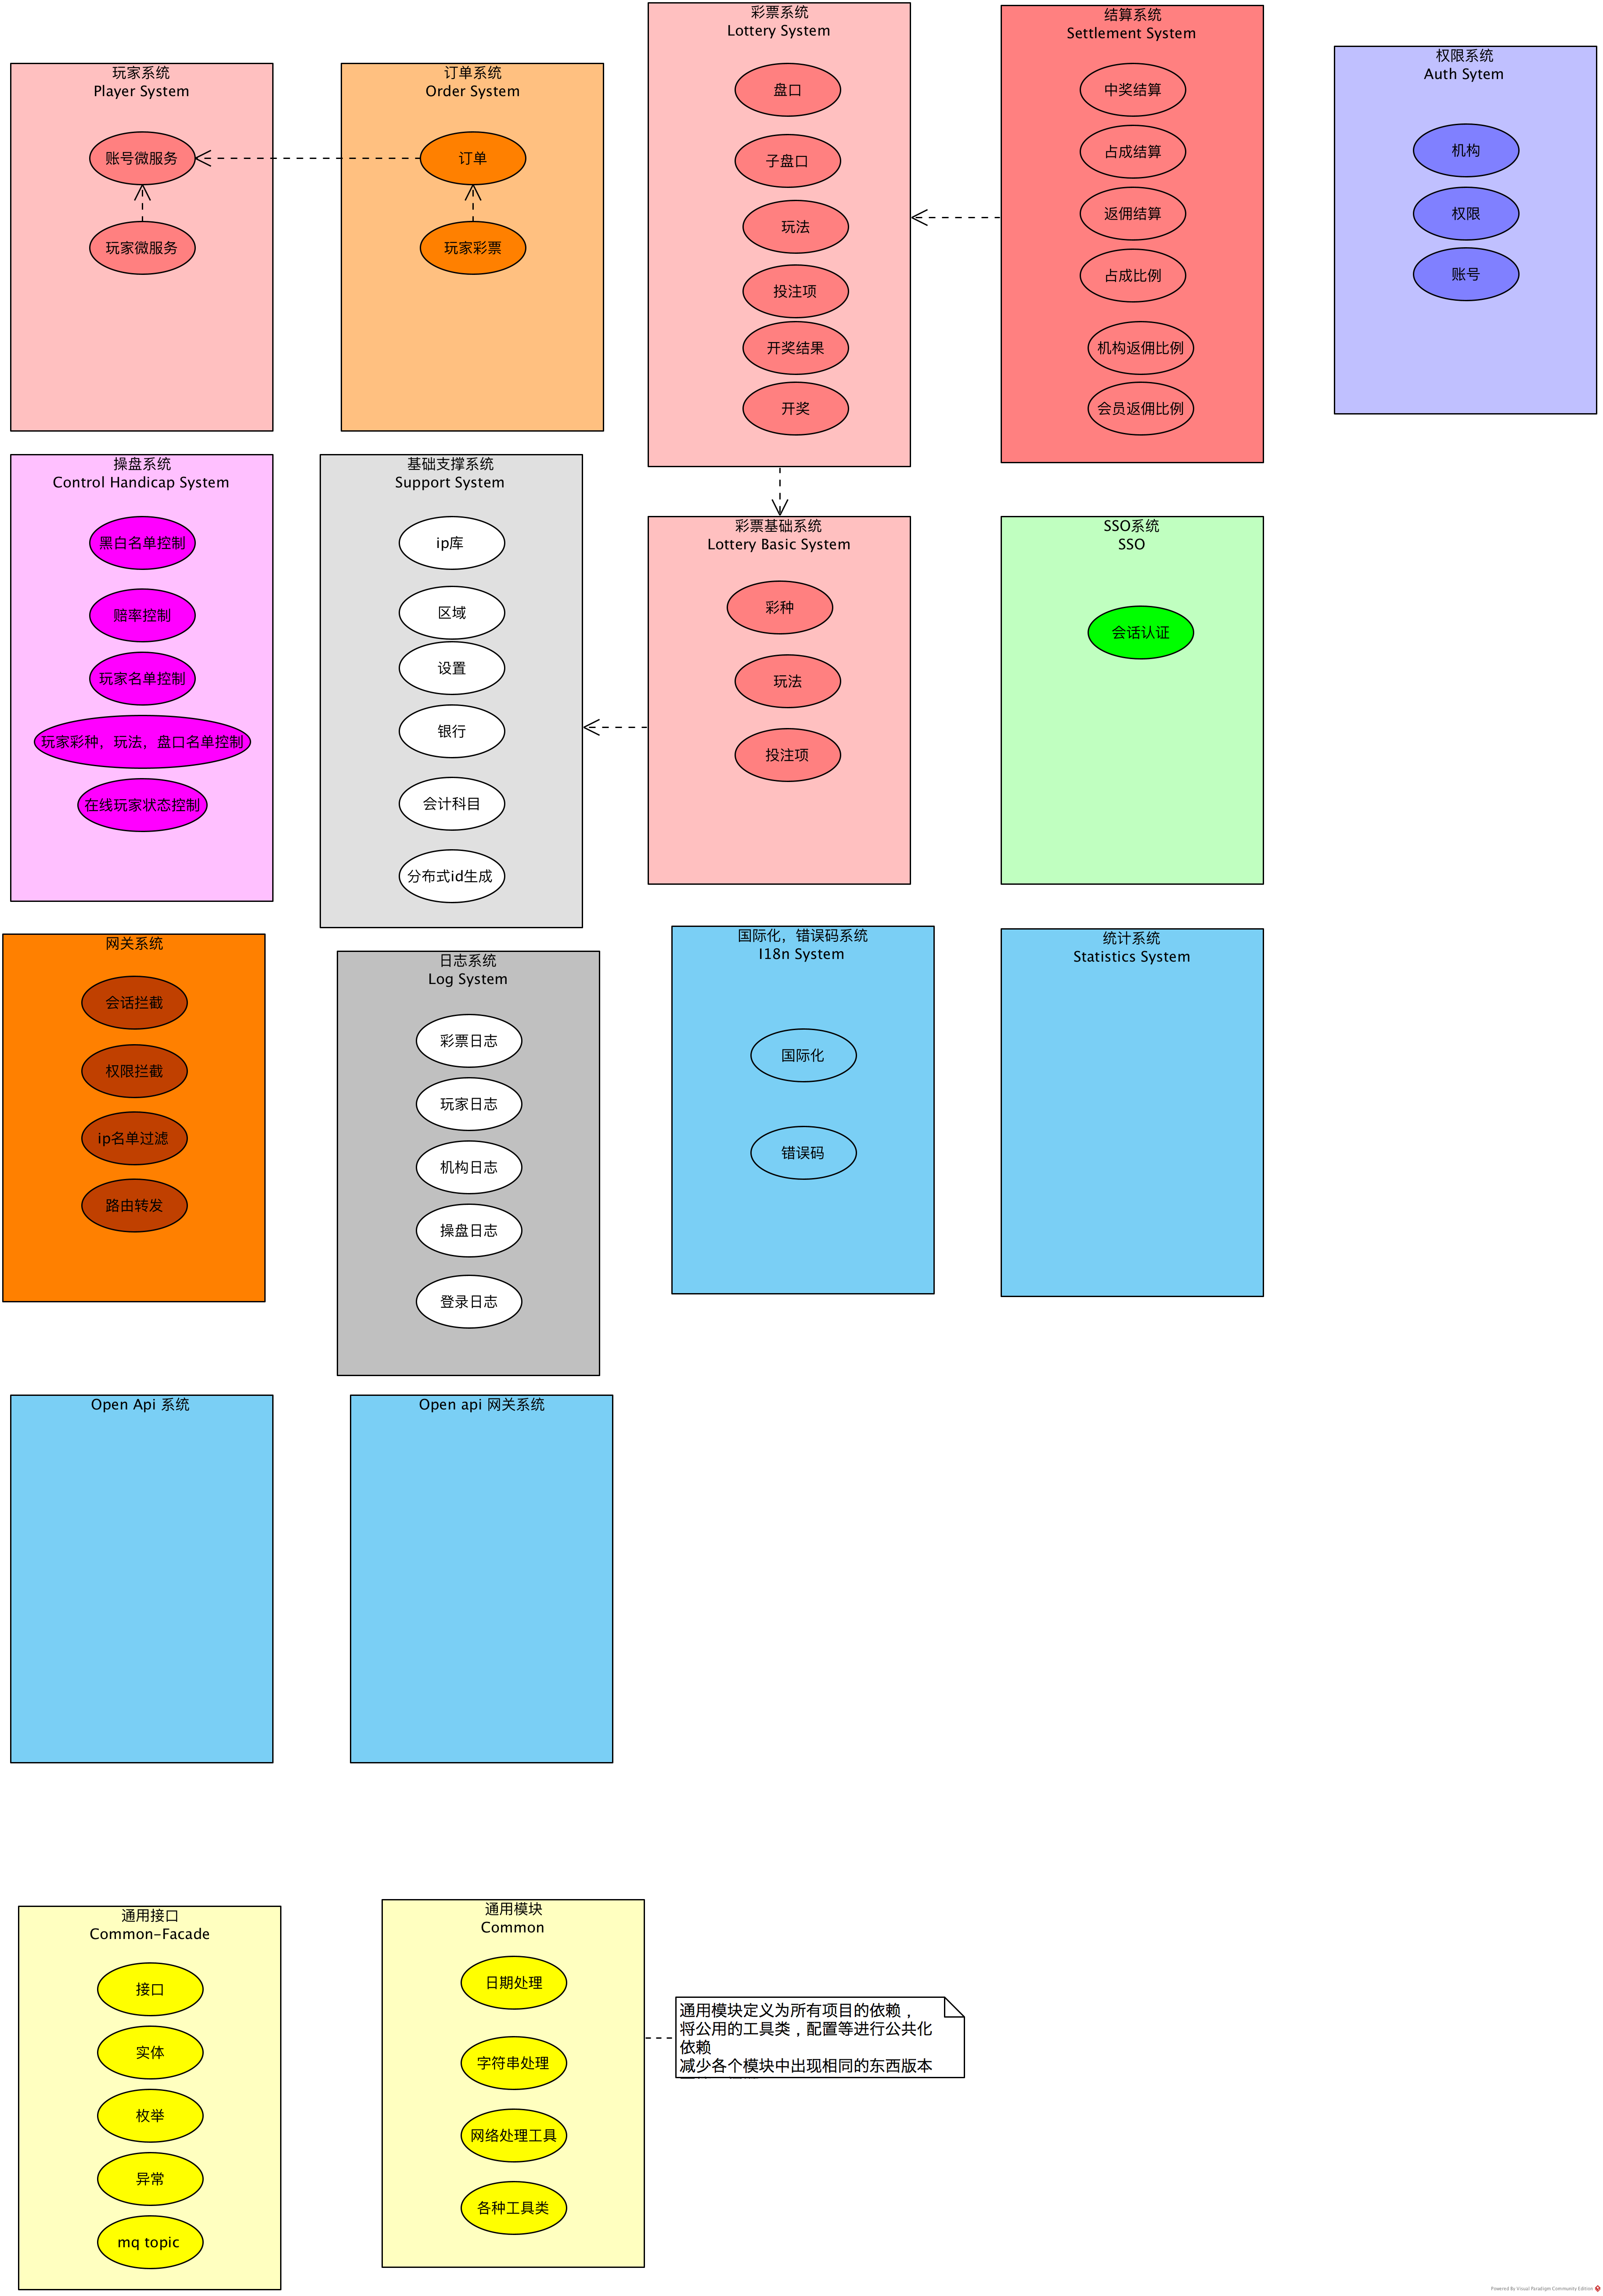 玩家系统
Player System
账号微服务
玩家微服务
订单系统
Order System
订单
玩家彩票
彩票系统
Lottery System
盘口
子盘口
玩法
投注项
开奖结果
开奖
结算系统
Settlement System
中奖结算
占成结算
返佣结算
占成比例
机构返佣比例
会员返佣比例
权限系统
Auth Sytem
机构
权限
账号
操盘系统
Control Handicap System
黑白名单控制
赔率控制
玩家名单控制
玩家彩种，玩法，盘口名单控制
在线玩家状态控制
基础支撑系统
Support System
ip库
区域
设置
银行
会计科目
分布式id生成
彩票基础系统
Lottery Basic System
彩种
玩法
投注项
SSO系统
SSO
会话认证
网关系统
会话拦截
权限拦截
ip名单过滤
路由转发
日志系统
Log System
彩票日志
玩家日志
机构日志
操盘日志
登录日志
国际化，错误码系统
I18n System
国际化
错误码
统计系统
Statistics System
Open Api 系统
Open api 网关系统
通用接口
Common-Facade
接口
实体
枚举
异常
mq topic
通用模块
Common
日期处理
字符串处理
网络处理工具
各种工具类
通用模块定义为所有项目的依赖，
将公用的工具类，配置等进行公共化
依赖
减少各个模块中出现相同的东西版本
Powered By Visual Paradigm Community Edition